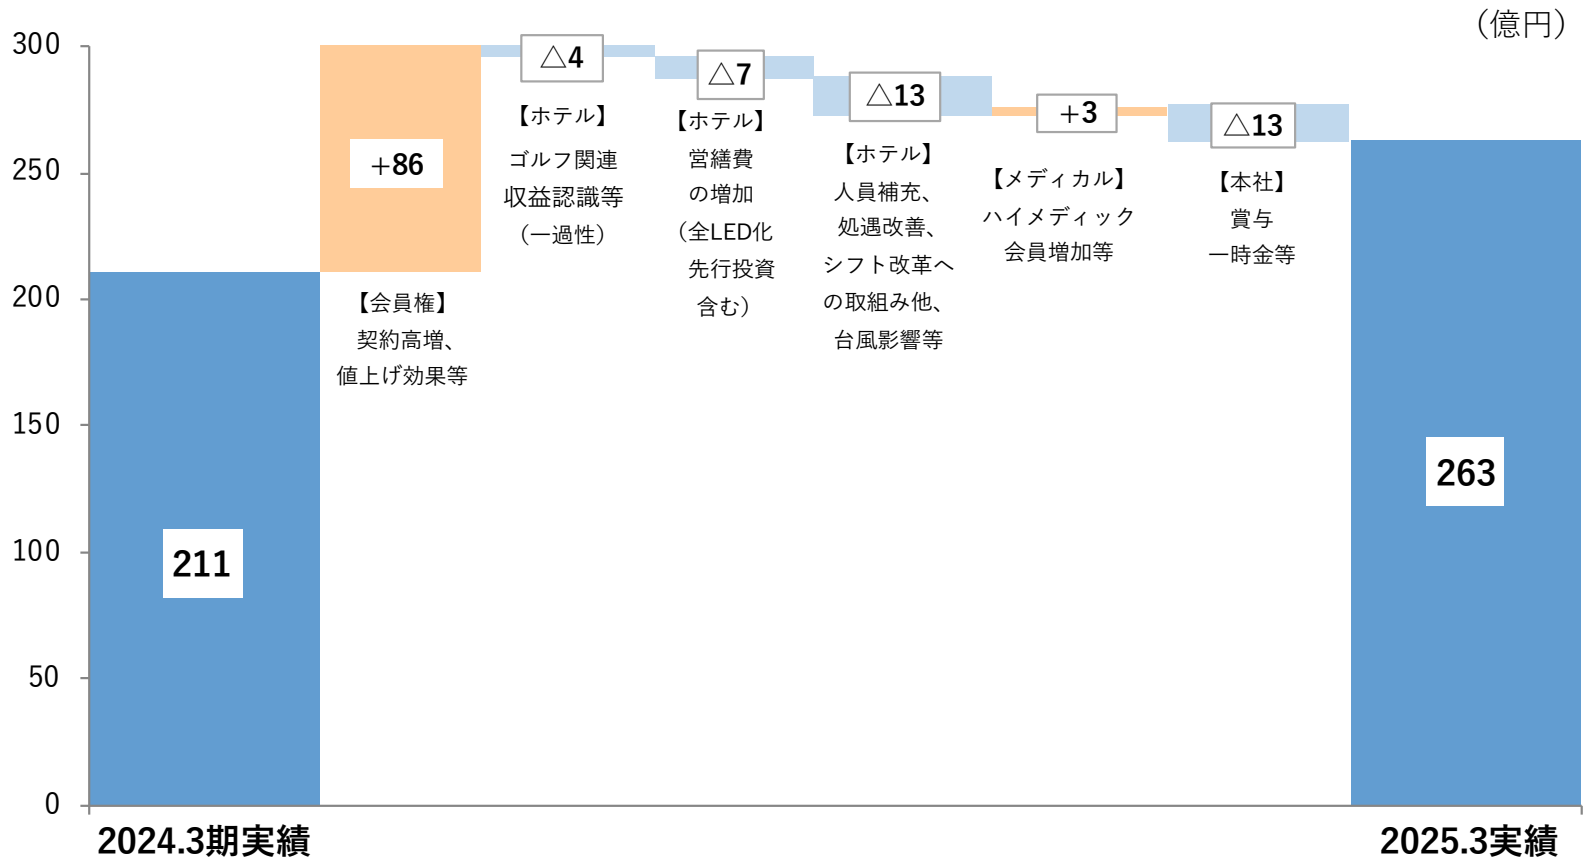 （億円）
300
250
200
150
100
50
0
211
2024.3期実績
+86
【会員権】
契約高増、
値上げ効果等
△4
【ホテル】
ゴルフ関連
収益認識等
（一過性）
△7
【ホテル】
営繕費
の増加
（全LED化
先行投資
含む）
△13
【ホテル】
人員補充、
処遇改善、
シフト改革へ
の取組み他、
台風影響等
+3
【メディカル】
ハイメディック
会員増加等
△13
【本社】
賞与
一時金等
263
2025.3実績